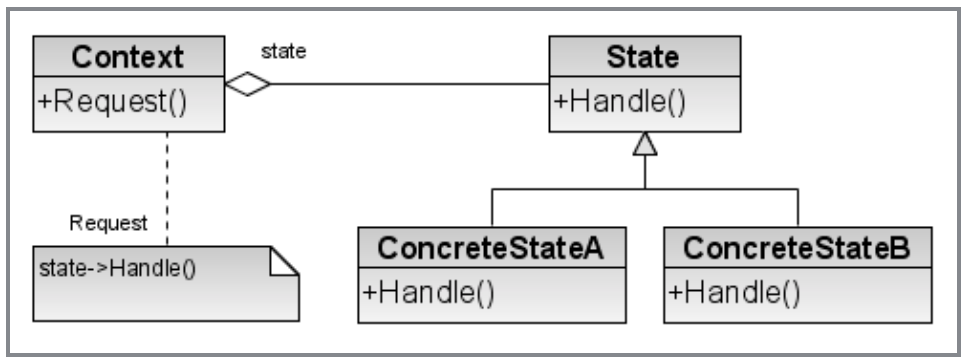 Context
+Request()
state
State
+Handle()
Request
state->Handle()
ConcreteStateA
+Handle()
ConcreteStateB
+Handle()